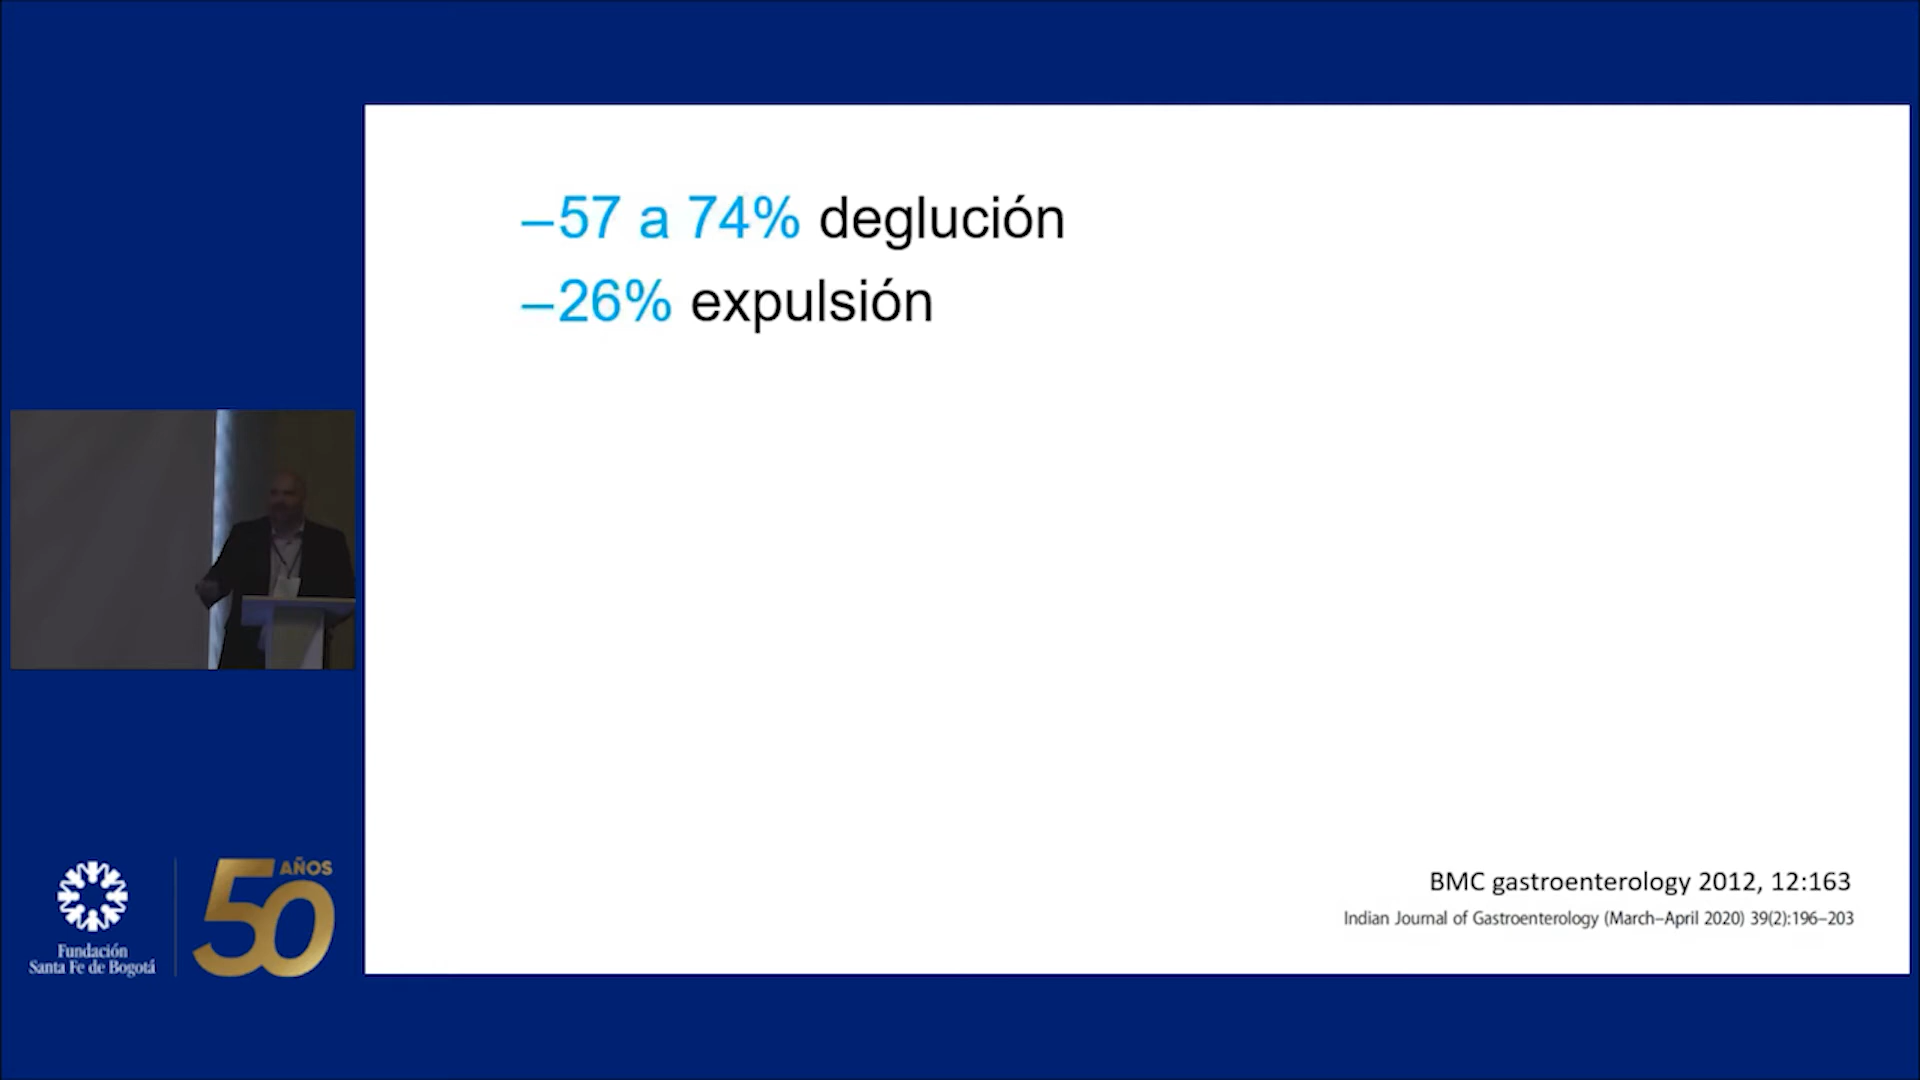 –57 a 74% deglución
–26% expulsión
BMC gastroenterology 2012, 12:163
Indian Journal of Gastroenterology (March–April 2020) 39(2):196–203
Fundación
Santa Fe de Bogotá
50 AÑOS